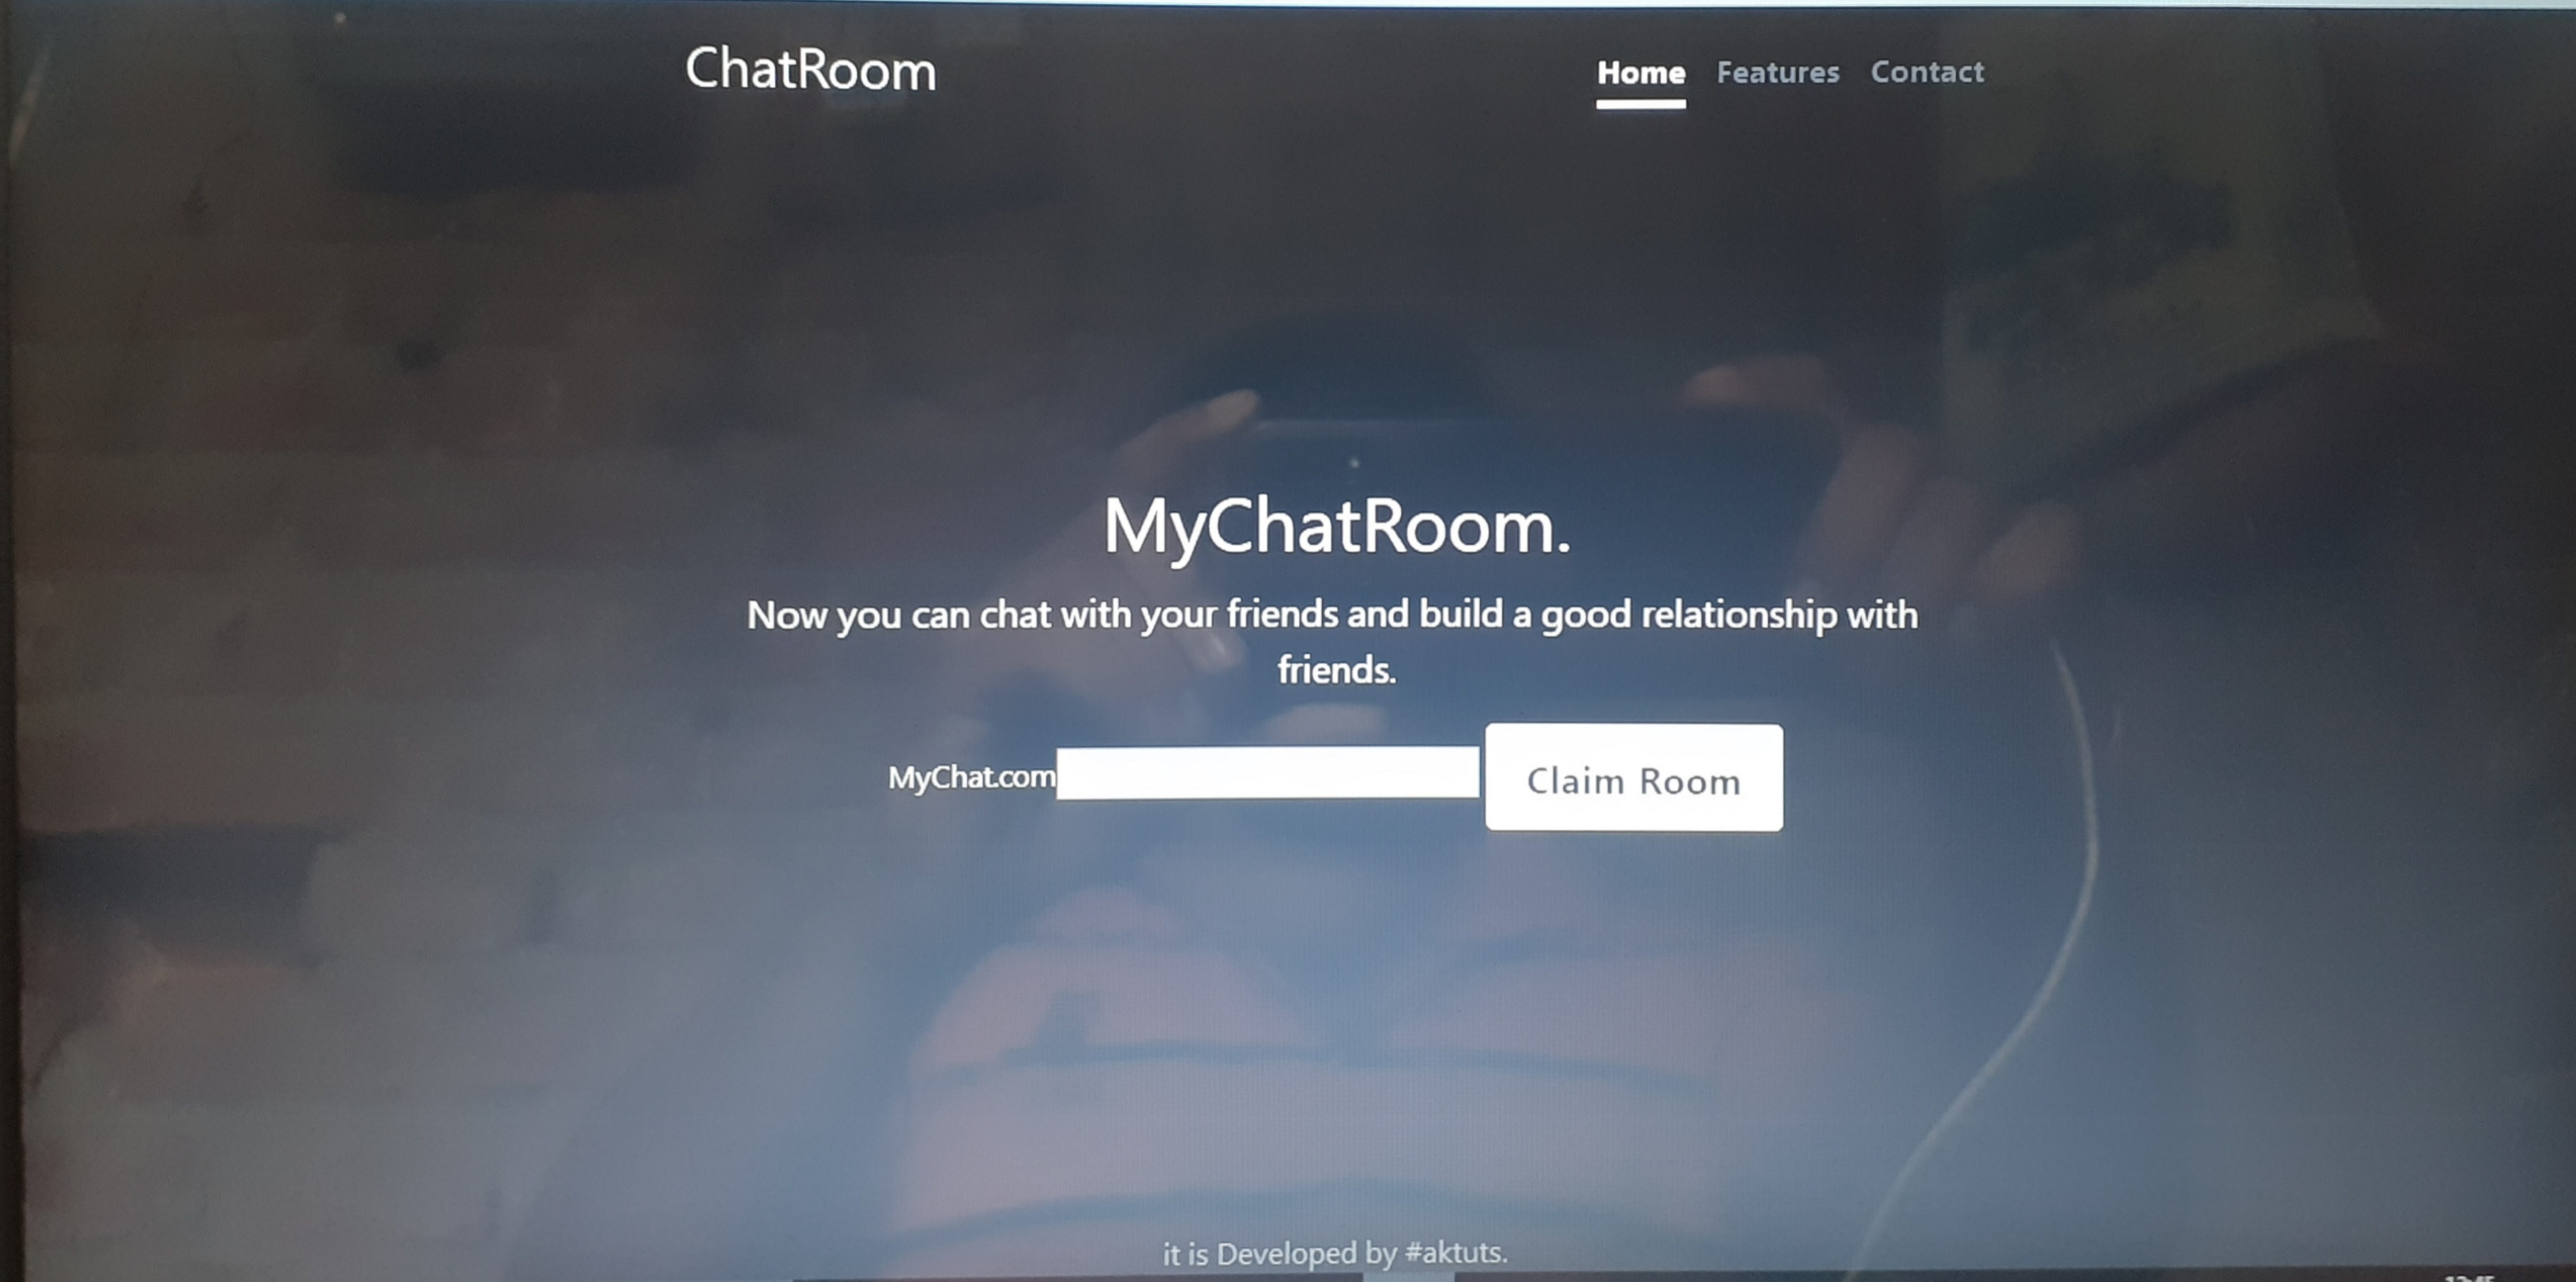 ChatRoom
Home Features Contact
MyChatRoom.
Now you can chat with your friends and build a good relationship with
friends.
MyChat.com
Claim Room
it is Developed by #aktuts.